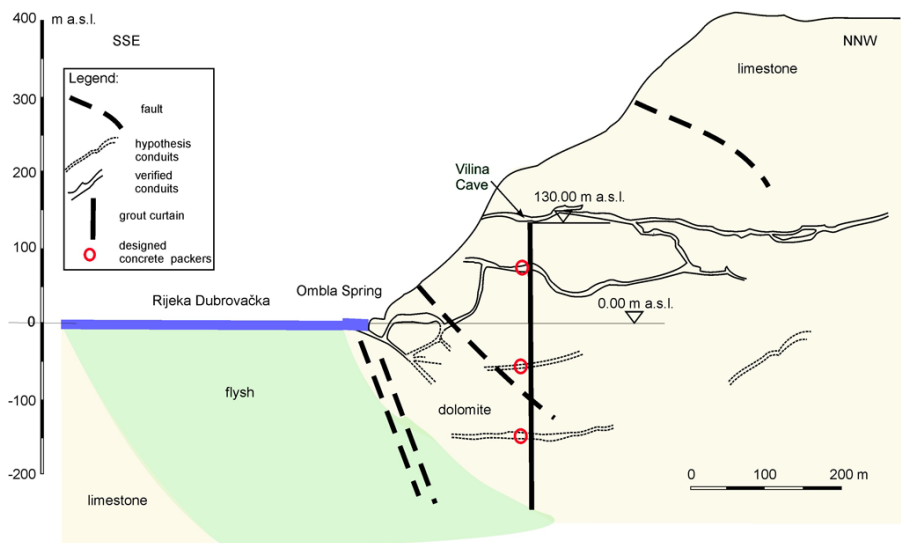 400
m a.s.l.
SSE
NNW
Legend:
fault
hypothesis
conduits
verified
conduits
grout curtain
designed
concrete packers
limestone
300
200
Vilina
Cave
130.00 m a.s.l.
100
Ombla Spring
Rijeka Dubrovačka
0.00 m a.s.l.
0
flysh
-100
dolomite
-200
limestone
0 100 200 m